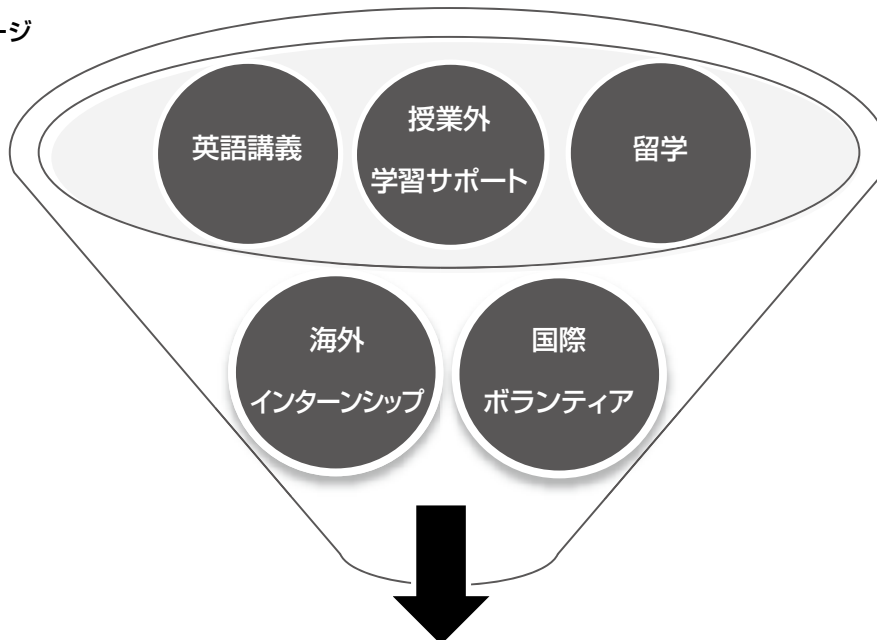 ージ
英語講義
授業外
学習サポート
留学
海外
インターンシップ
国際
ボランティア